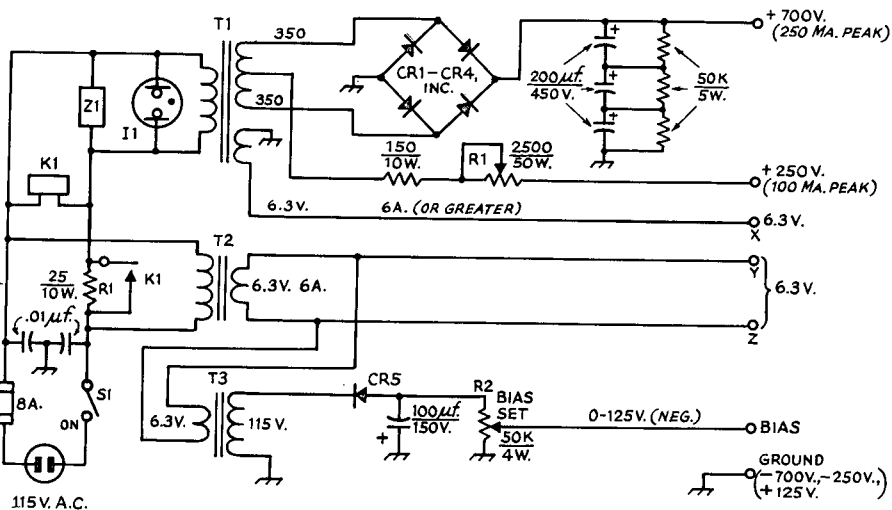 T1
350
350
CR1-CR4,
INC.
+ 700V.
(250 MA. PEAK)
200µf.
450V.
50K
5W.
Z1
I1
K1
150
10W.
R1
2500
50W.
+ 250V.
(100 MA. PEAK)
6.3V.
6A. (OR GREATER)
6.3V.
X
T2
6.3V. 6A.
Y
6.3V.
Z
25
10W.
R1
K1
.01µf.
S1
ON
8A.
115V. A.C.
T3
6.3V.
115V.
CR5
100µf.
150V.
R2
BIAS
SET
50K
4W.
0-125V. (NEG.)
BIAS
GROUND
(-700V.,-250V.,
+125V.)